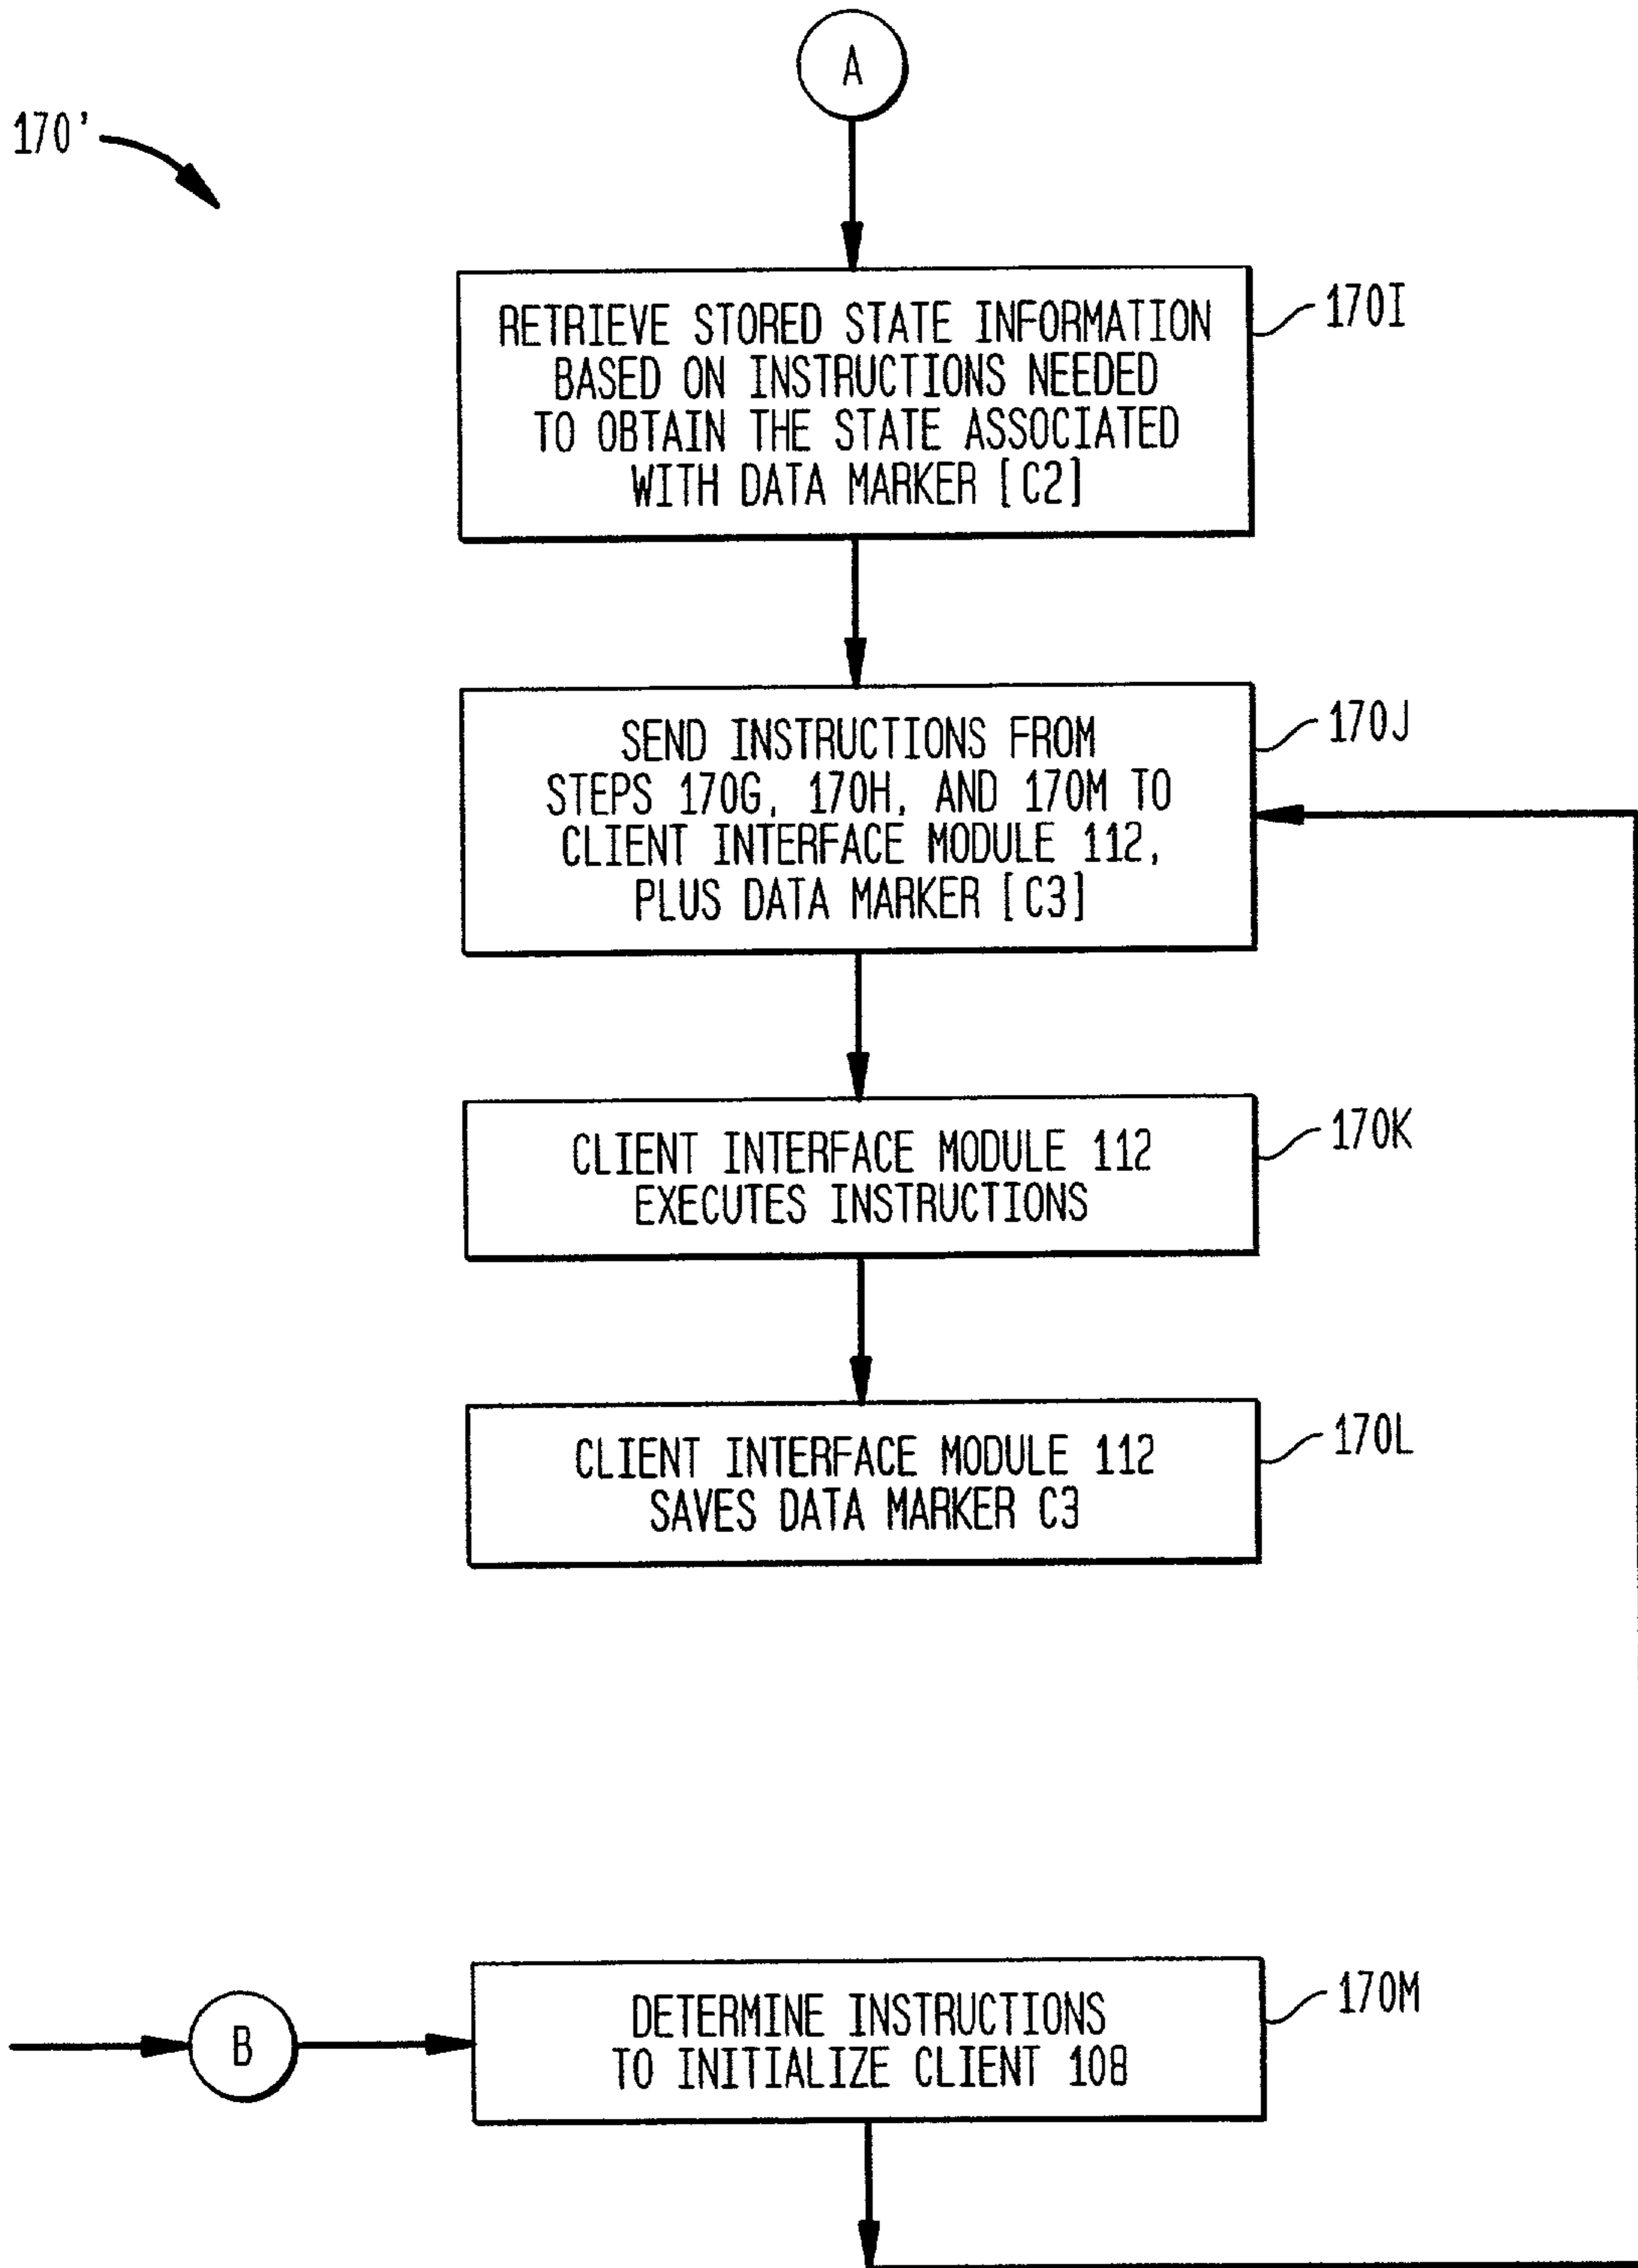 A
170'
RETRIEVE STORED STATE INFORMATION
BASED ON INSTRUCTIONS NEEDED
TO OBTAIN THE STATE ASSOCIATED
WITH DATA MARKER [C2]
170I
SEND INSTRUCTIONS FROM
STEPS 170G, 170H, AND 170M TO
CLIENT INTERFACE MODULE 112,
PLUS DATA MARKER [C3]
170J
CLIENT INTERFACE MODULE 112
EXECUTES INSTRUCTIONS
170K
CLIENT INTERFACE MODULE 112
SAVES DATA MARKER C3
170L
B
DETERMINE INSTRUCTIONS
TO INITIALIZE CLIENT 108
170M